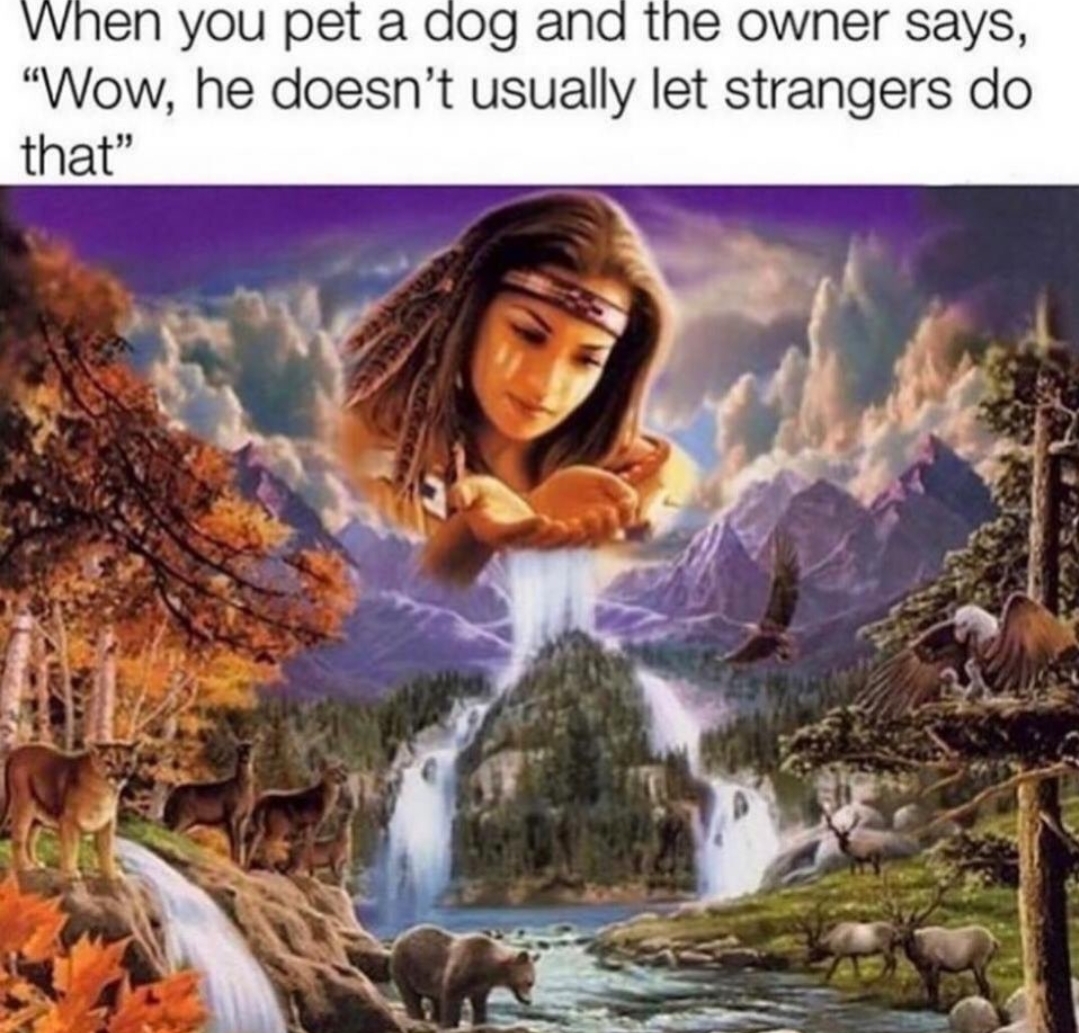 When you pet a dog and the owner says,
“Wow, he doesn’t usually let strangers do
that”